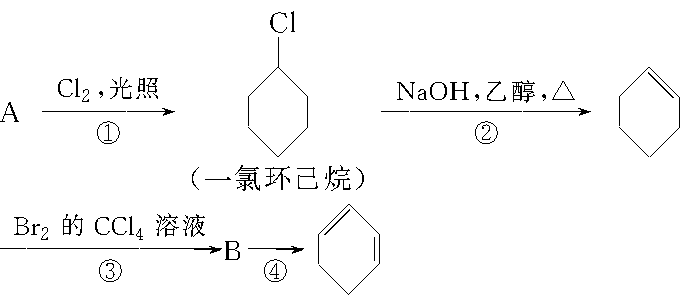 Cl
A Cl₂,光照 NaOH,乙醇,△
① ②
(一氯环己烷)
Br₂ 的 CCl₄ 溶液 B
③ ④